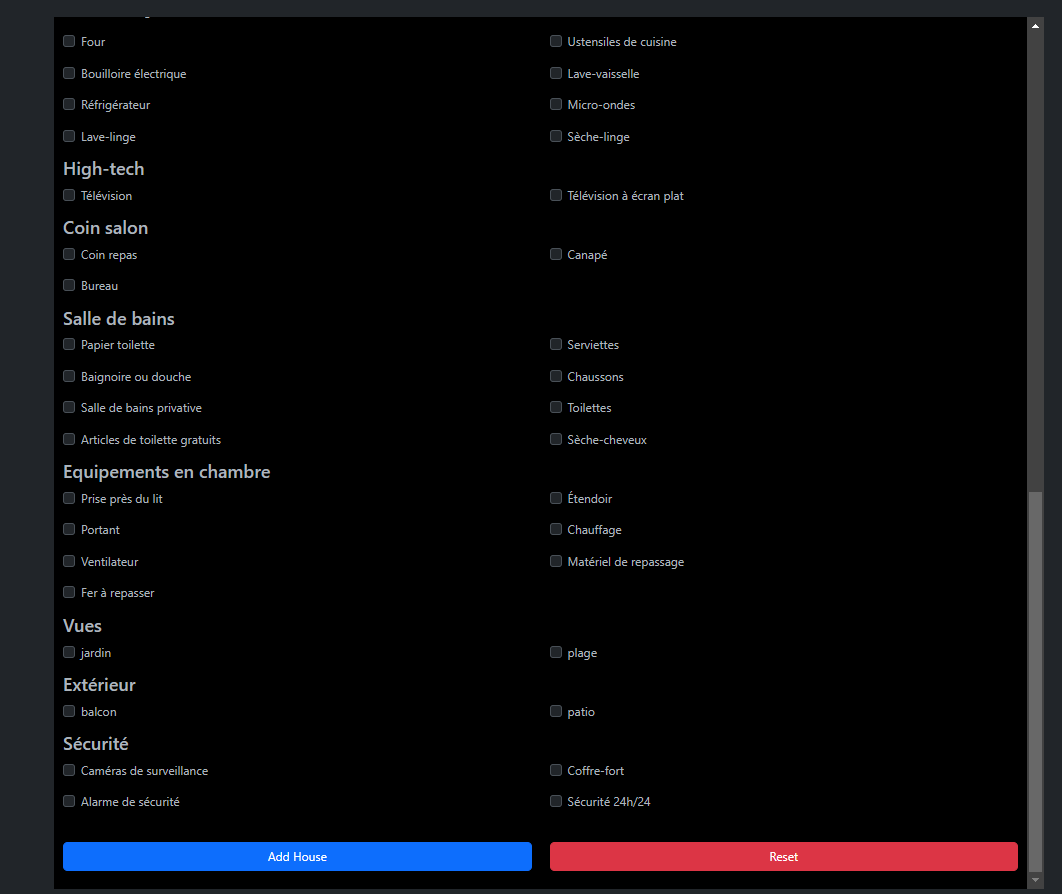 Four
Ustensiles de cuisine
Bouilloire électrique
Lave-vaisselle
Réfrigérateur
Micro-ondes
Lave-linge
Sèche-linge
High-tech
Télévision
Télévision à écran plat
Coin salon
Coin repas
Canapé
Bureau
Salle de bains
Papier toilette
Serviettes
Baignoire ou douche
Chaussons
Salle de bains privative
Toilettes
Articles de toilette gratuits
Sèche-cheveux
Equipements en chambre
Prise près du lit
Étendoir
Portant
Chauffage
Ventilateur
Matériel de repassage
Fer à repasser
Vues
jardin
plage
Extérieur
balcon
patio
Sécurité
Caméras de surveillance
Coffre-fort
Alarme de sécurité
Sécurité 24h/24
Add House
Reset